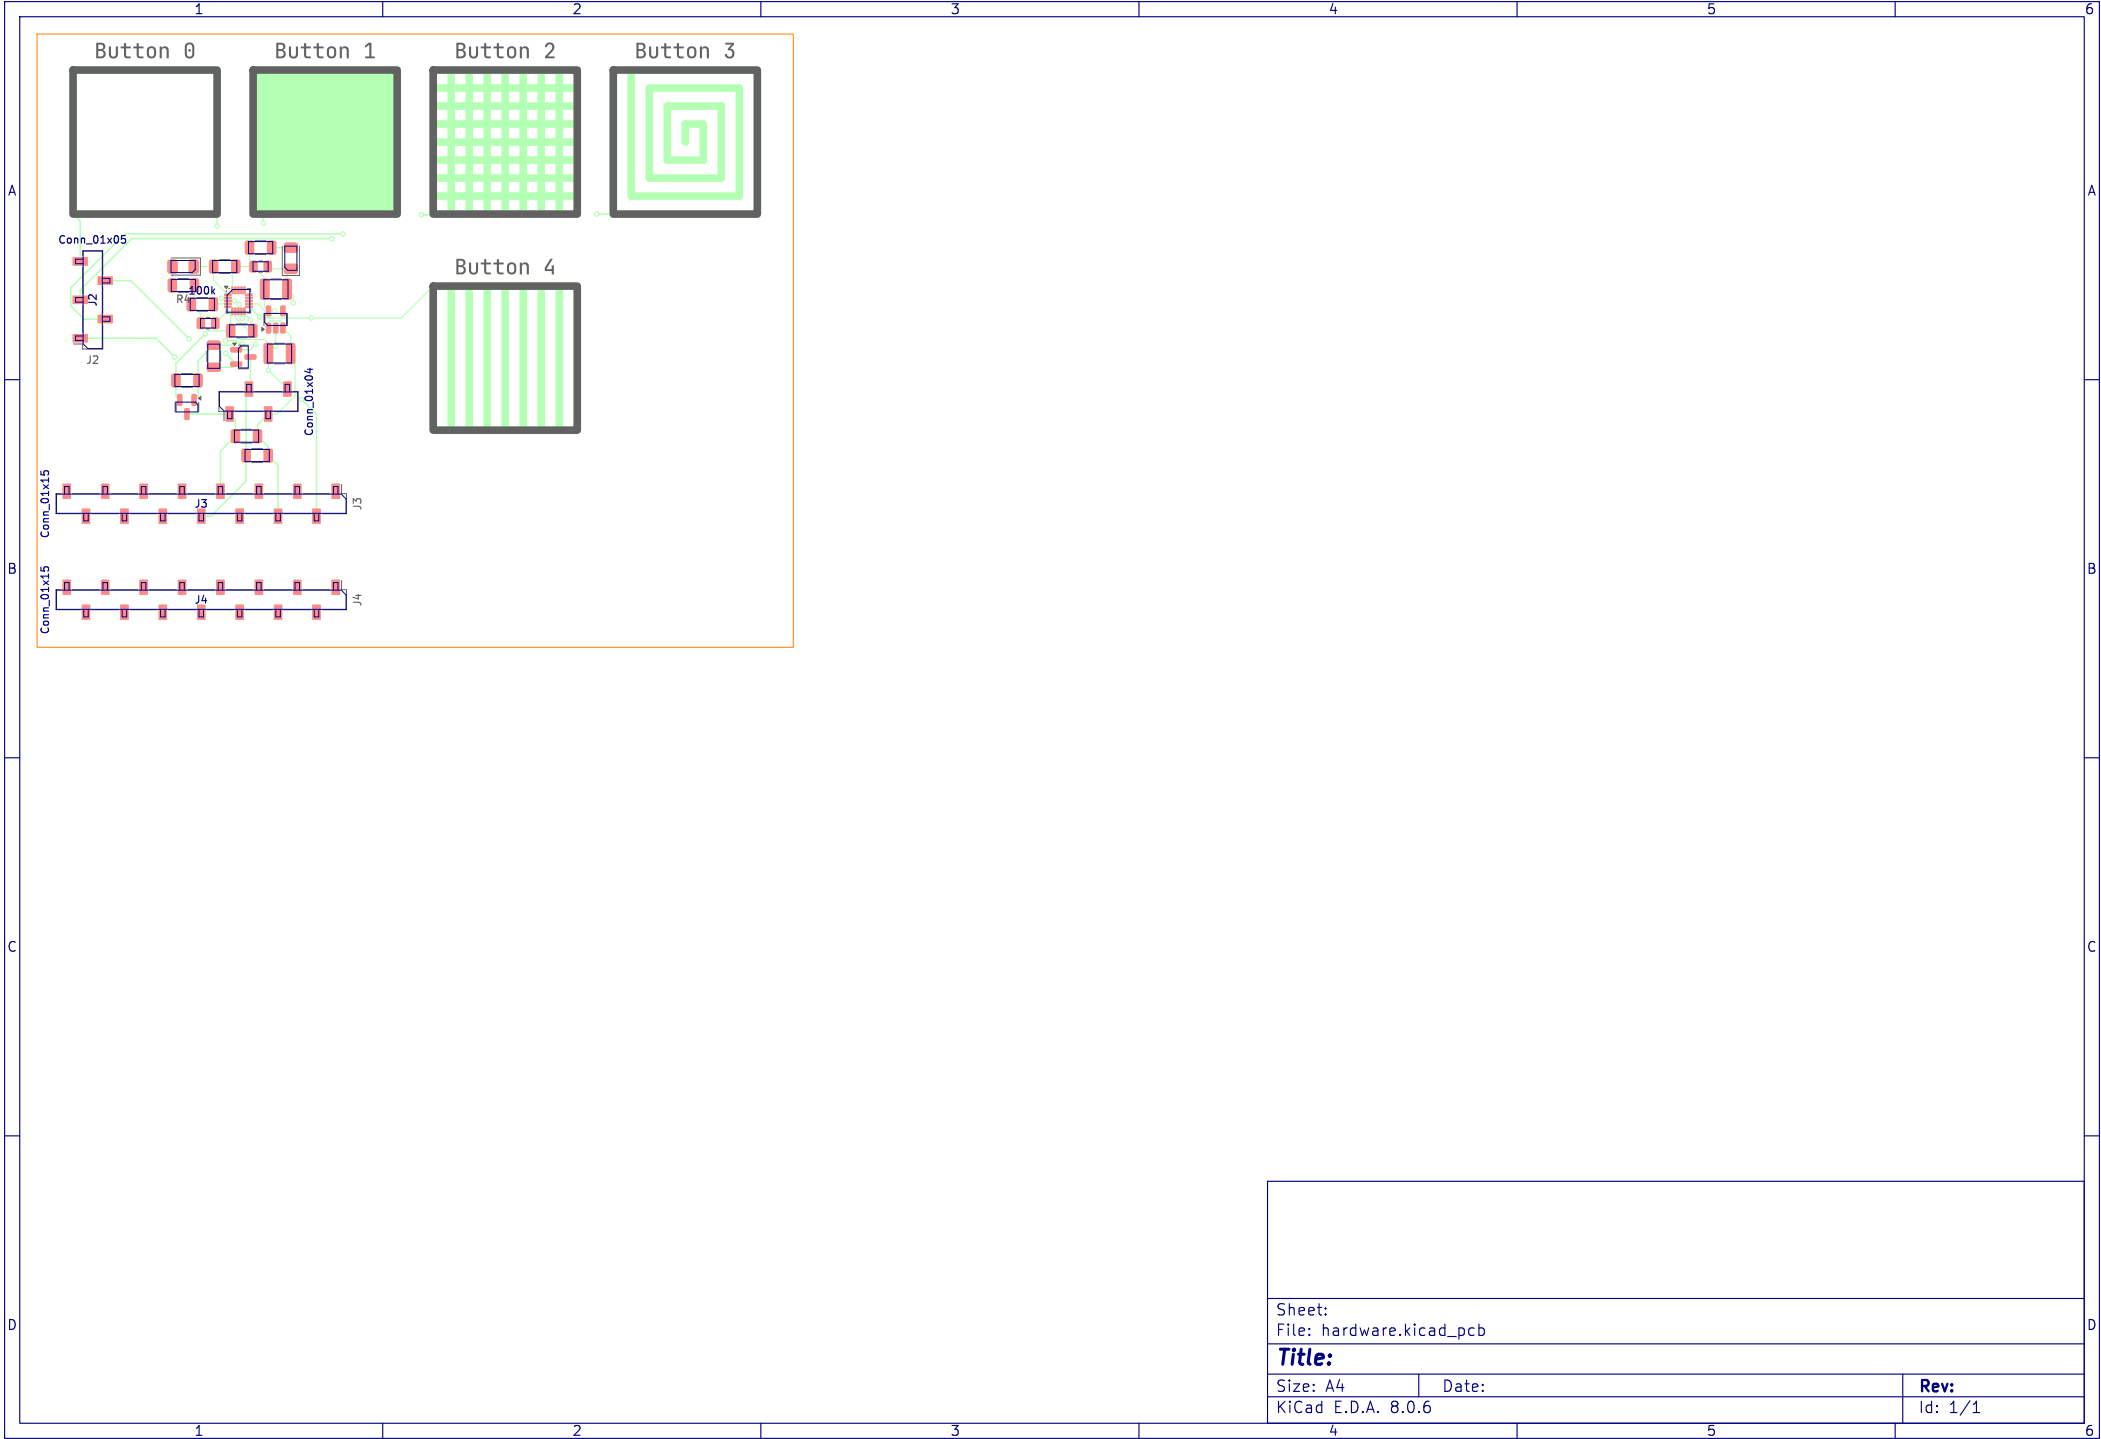 1 2 3 4 5 6
Button 0 Button 1 Button 2 Button 3
A A
Conn_01x05
Button 4
100k
R4
J2
J2
Conn_01x04
Conn_01x15
J3
J3
B B
Conn_01x15
J4
J4
C C
Sheet:
File: hardware.kicad_pcb
D D
Title:
Size: A4 Date: Rev:
KiCad E.D.A. 8.0.6 Id: 1/1
1 2 3 4 5 6